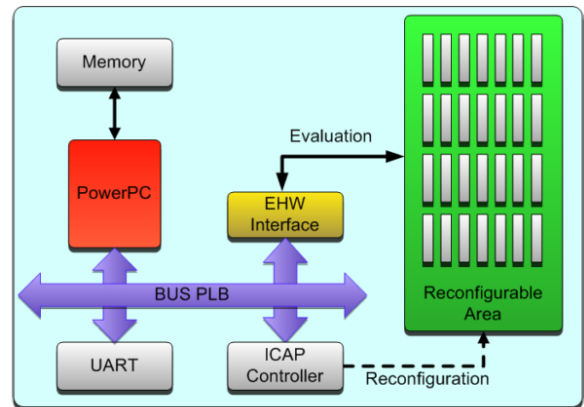 Memory
Evaluation
PowerPC
EHW
Interface
BUS PLB
Reconfigurable
Area
UART
ICAP
Controller
Reconfiguration